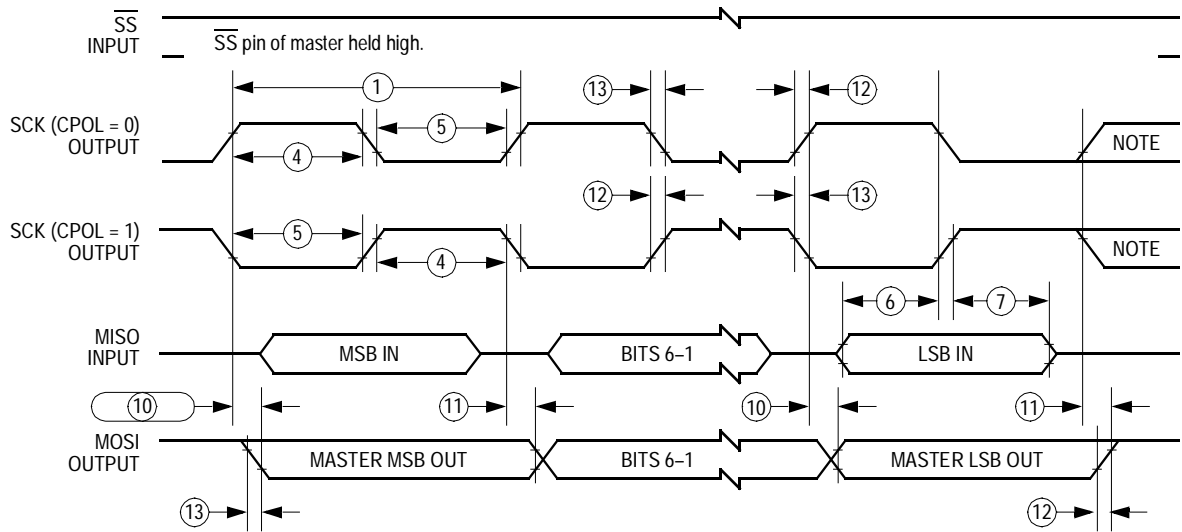 SS
INPUT
SS pin of master held high.
1
13
12
SCK (CPOL = 0)
OUTPUT
5
4
NOTE
12
13
SCK (CPOL = 1)
OUTPUT
5
4
NOTE
6
7
MISO
INPUT
MSB IN
BITS 6–1
LSB IN
10
11
10
11
MOSI
OUTPUT
MASTER MSB OUT
BITS 6–1
MASTER LSB OUT
13
12